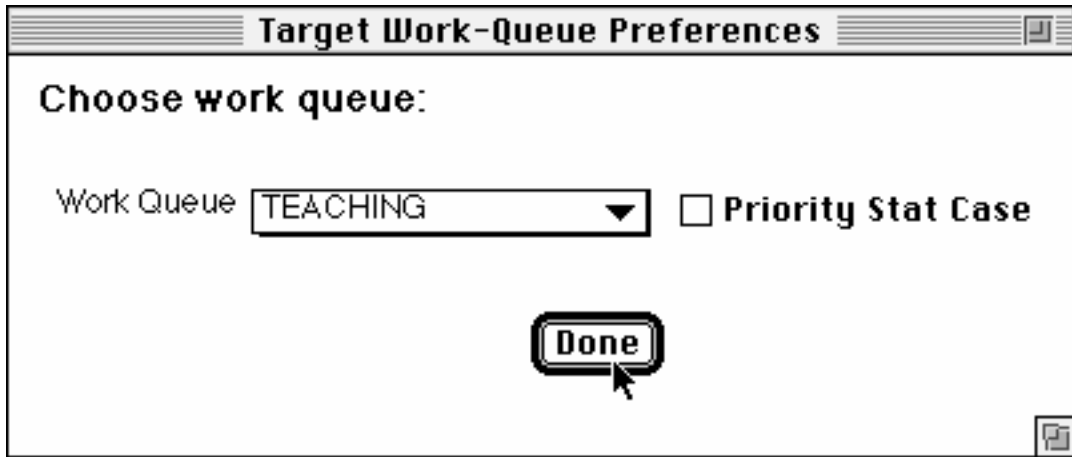 Target Work-Queue Preferences
Choose work queue:
Work Queue TEACHING Priority Stat Case
Done